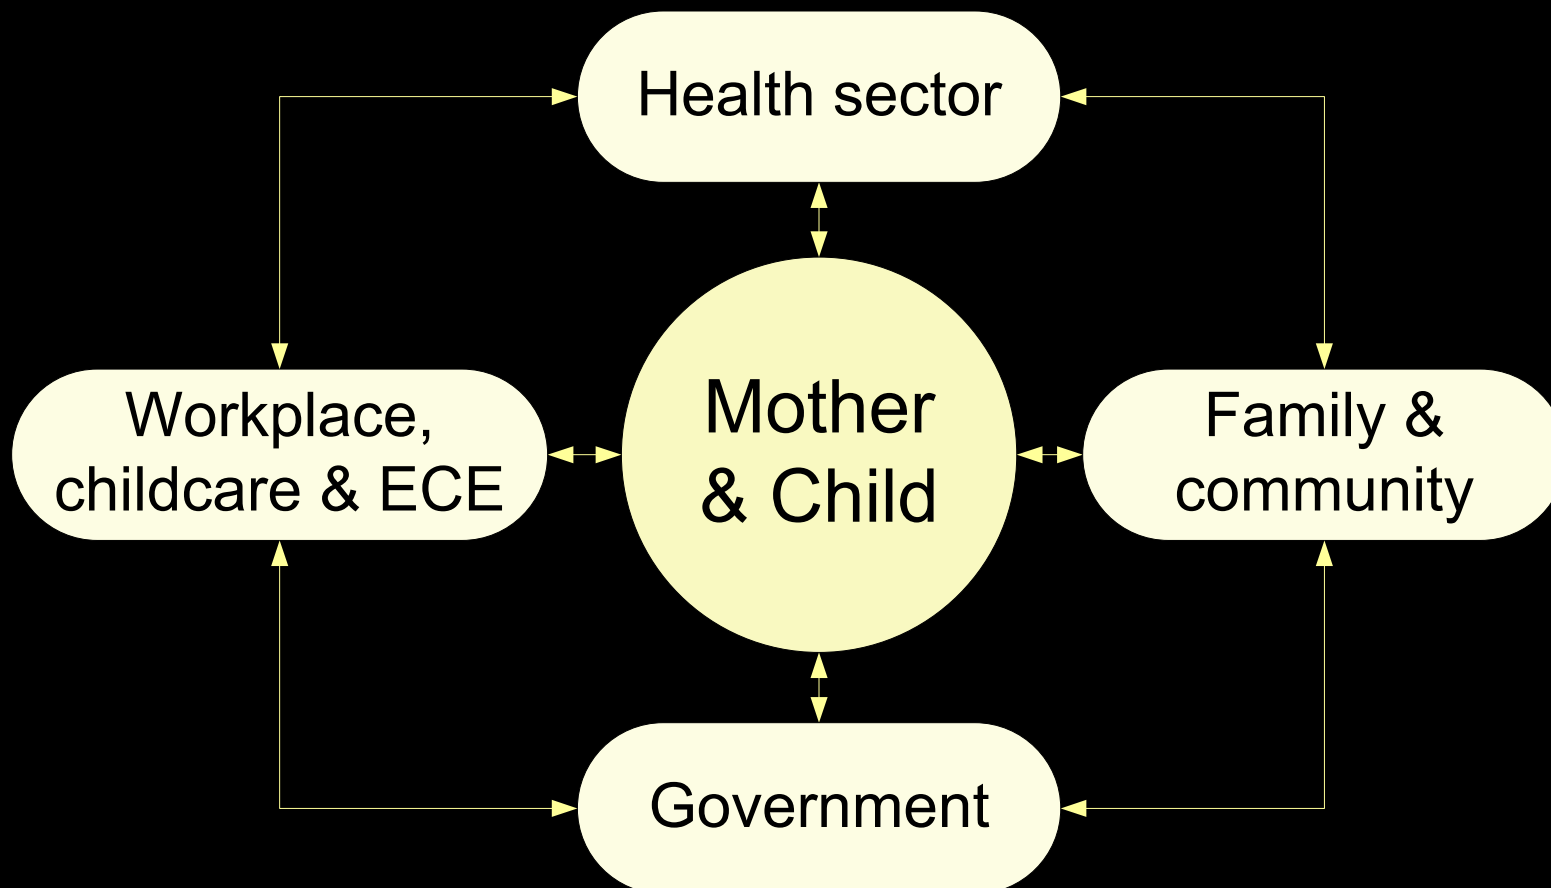 Health sector
Workplace,
childcare & ECE
Mother
& Child
Family &
community
Government